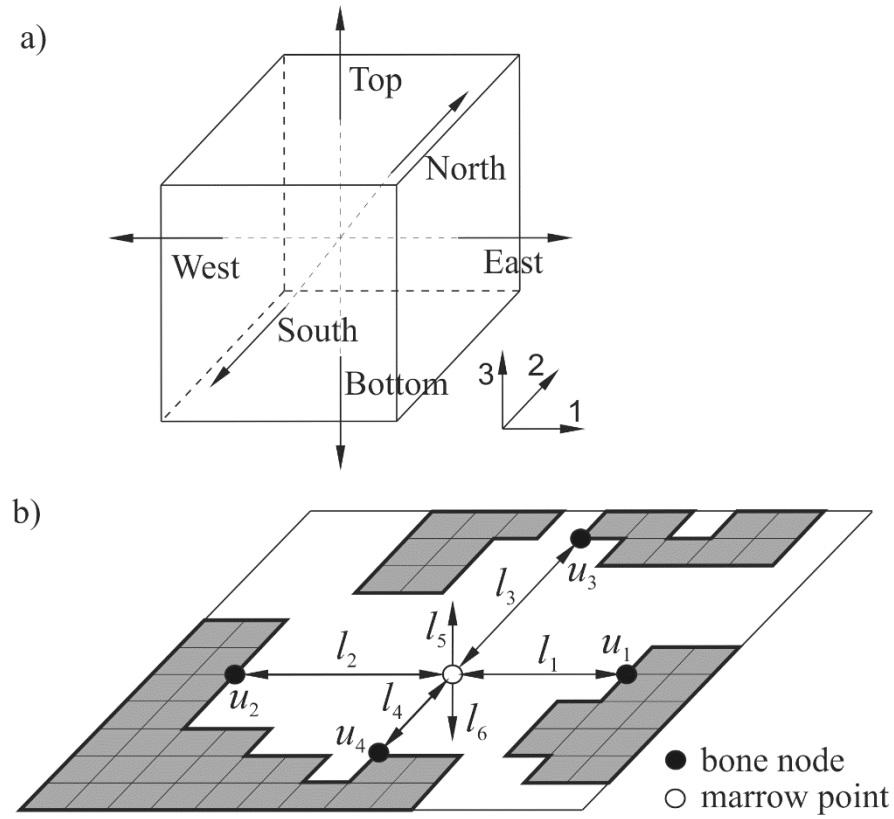 a)
Top
North
West
East
South
Bottom
3
2
1
b)
l₃
u₃
l₅
l₂
l₁
u₁
u₂
l₄
u₄
l₆
bone node
marrow point